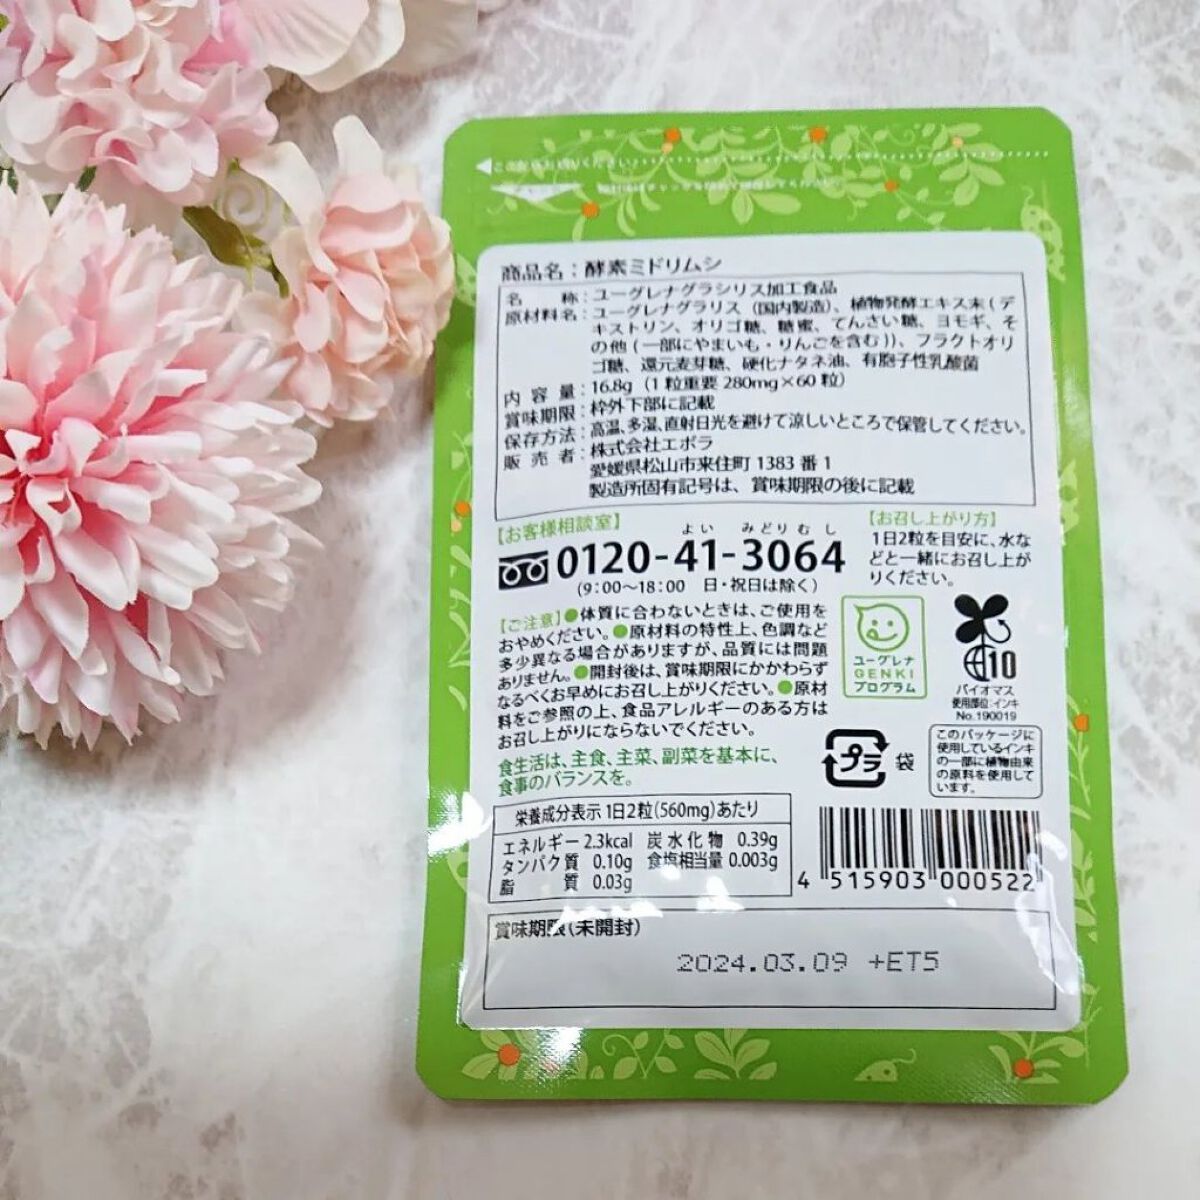 ◀ここからお切りください
商品名：酵素ミドリムシ
名称：ユーグレナグラシリス加工食品
原材料名：ユーグレナグラリス（国内製造）、植物発酵エキス末（デ
キストリン、オリゴ糖、糖蜜、てんさい糖、ヨモギ、そ
の他（一部にやまいも・りんごを含む））、フラクトオリ
ゴ糖、還元麦芽糖、硬化ナタネ油、有胞子性乳酸菌
内容量：16.8g（1粒重要 280mg×60粒）
賞味期限：枠外下部に記載
保存方法：高温、多湿、直射日光を避けて涼しいところで保管してください。
販売者：株式会社エポラ
愛媛県松山市来住町1383番1
製造所固有記号は、賞味期限の後に記載
【お客様相談室】
よい みどりむし
0120-41-3064
(9:00～18:00 日・祝日は除く)
【お召し上がり方】
1日2粒を目安に、水な
どと一緒にお召し上が
りください。
【ご注意】●体質に合わないときは、ご使用を
おやめください。●原材料の特性上、色調など
多少異なる場合がありますが、品質には問題
ありません。●開封後は、賞味期限にかかわらず
なるべくお早めにお召し上がりください。●原材
料をご参照の上、食品アレルギーのある方は
お召し上がりにならないでください。
食生活は、主食、主菜、副菜を基本に、
食事のバランスを。
ユーグレナ
GENKI
プログラム
10
バイオマス
使用部位:インキ
No.190019
プラ 袋
このパッケージに
使用しているインキ
の一部に植物由来
の原料を使用して
います。
栄養成分表示 1日2粒(560mg)あたり
エネルギー 2.3kcal 炭水化物 0.39g
タンパク質 0.10g 食塩相当量 0.003g
脂質 0.03g
4 515903 000522
賞味期限(未開封)
2024.03.09 +ET5